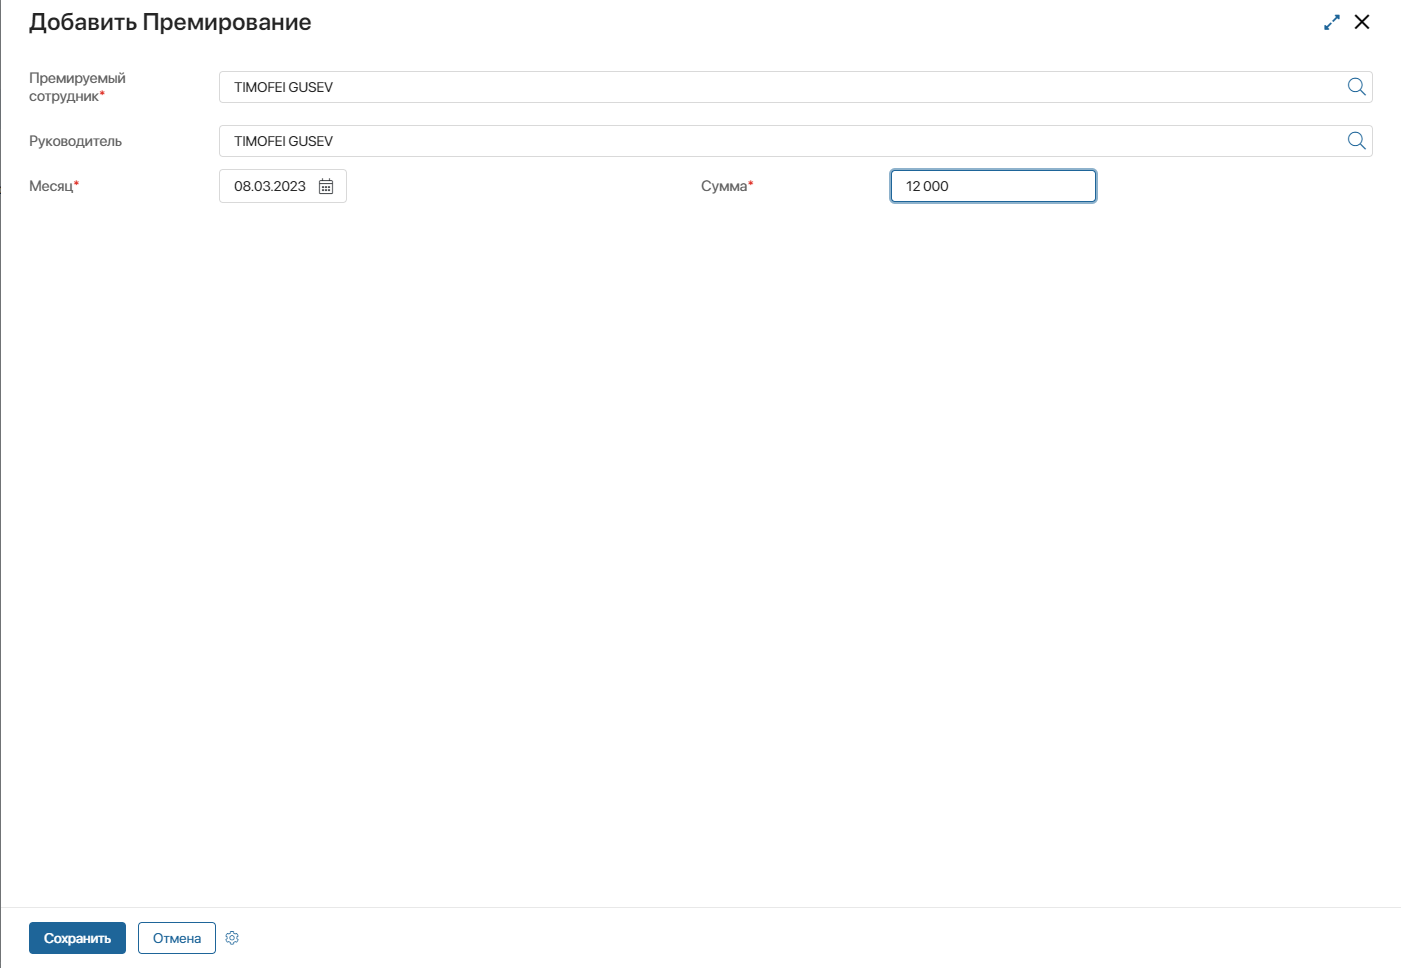 Добавить Премирование
Премируемый
сотрудник*
TIMOFEI GUSEV
Руководитель
TIMOFEI GUSEV
Месяц*
08.03.2023
Сумма*
12 000
Сохранить
Отмена